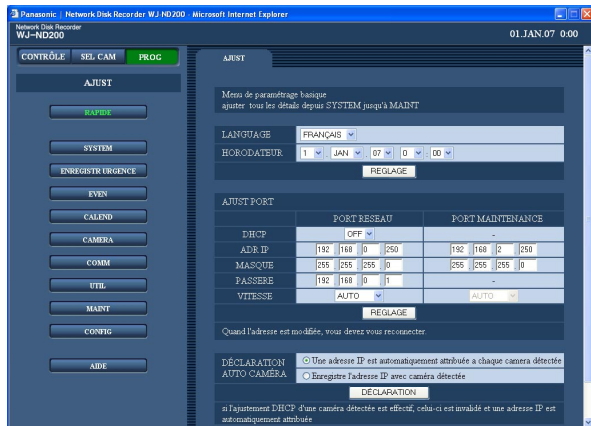 Panasonic | Network Disk Recorder WJ-ND200 - Microsoft Internet Explorer
Network Disk Recorder
WJ-ND200
01.JAN.07 0:00
CONTRÔLE SEL CAM PROG
AJUST
RAPIDE
SYSTEM
ENREGISTR URGENCE
EVEN
CALEND
CAMERA
COMM
UTIL
MAINT
CONFIG
AIDE
AJUST
Menu de paramétrage basique
ajuster tous les détails depuis SYSTEM jusqu'à MAINT
LANGUAGE FRANÇAIS
HORODATEUR 1 . JAN . 07 0 : 00
REGLAGE
AJUST PORT
PORT RESEAU PORT MAINTENANCE
DHCP OFF -
ADR IP 192 168 0 250 192 168 2 250
MASQUE 255 255 255 0 255 255 255 0
PASSERE 192 168 0 1 -
VITESSE AUTO AUTO
REGLAGE
Quand l'adresse est modifiée, vous devez vous reconnecter.
DÉCLARATION AUTO CAMÉRA
Une adresse IP est automatiquement attribuée a chaque camera détectée
Enregistre l'adresse IP avec caméra détectée
DÉCLARATION
si l'ajustement DHCP d'une caméra détectée est effectif, celui-ci est invalidé et une adresse IP est
automatiquement attribuée